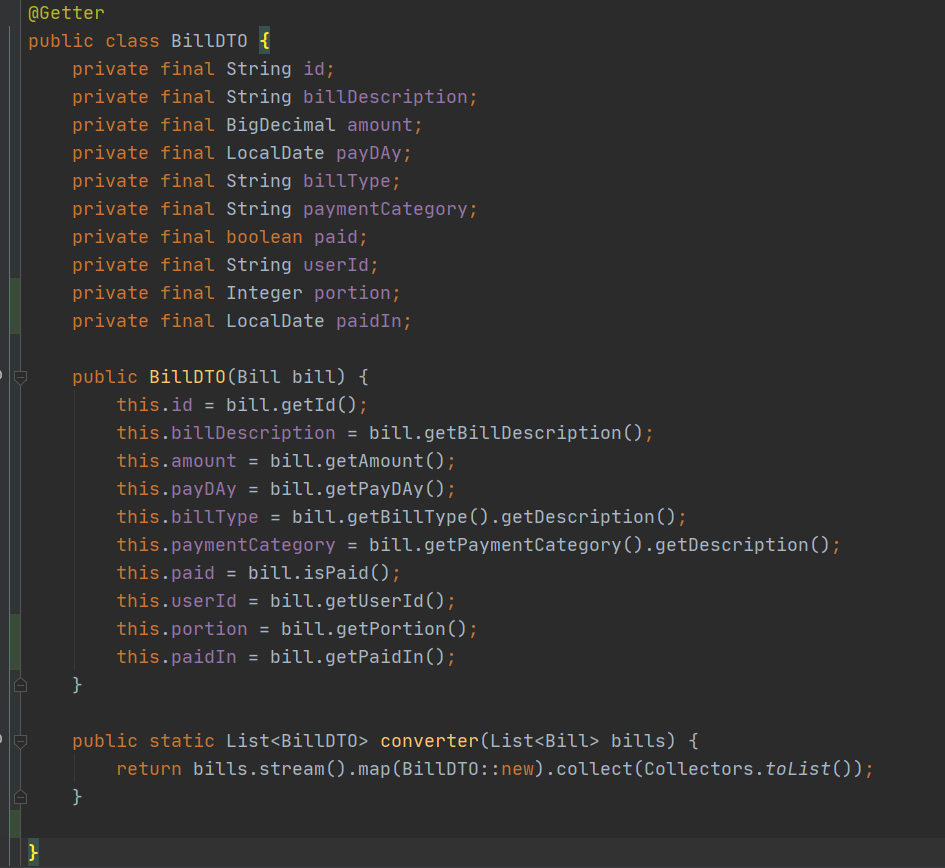 @Getter
public class BillDTO {
    private final String id;
    private final String billDescription;
    private final BigDecimal amount;
    private final LocalDate payDAy;
    private final String billType;
    private final String paymentCategory;
    private final boolean paid;
    private final String userId;
    private final Integer portion;
    private final LocalDate paidIn;
    public BillDTO(Bill bill) {
        this.id = bill.getId();
        this.billDescription = bill.getBillDescription();
        this.amount = bill.getAmount();
        this.payDAy = bill.getPayDAy();
        this.billType = bill.getBillType().getDescription();
        this.paymentCategory = bill.getPaymentCategory().getDescription();
        this.paid = bill.isPaid();
        this.userId = bill.getUserId();
        this.portion = bill.getPortion();
        this.paidIn = bill.getPaidIn();
    }
    public static List<BillDTO> converter(List<Bill> bills) {
        return bills.stream().map(BillDTO::new).collect(Collectors.toList());
    }
}